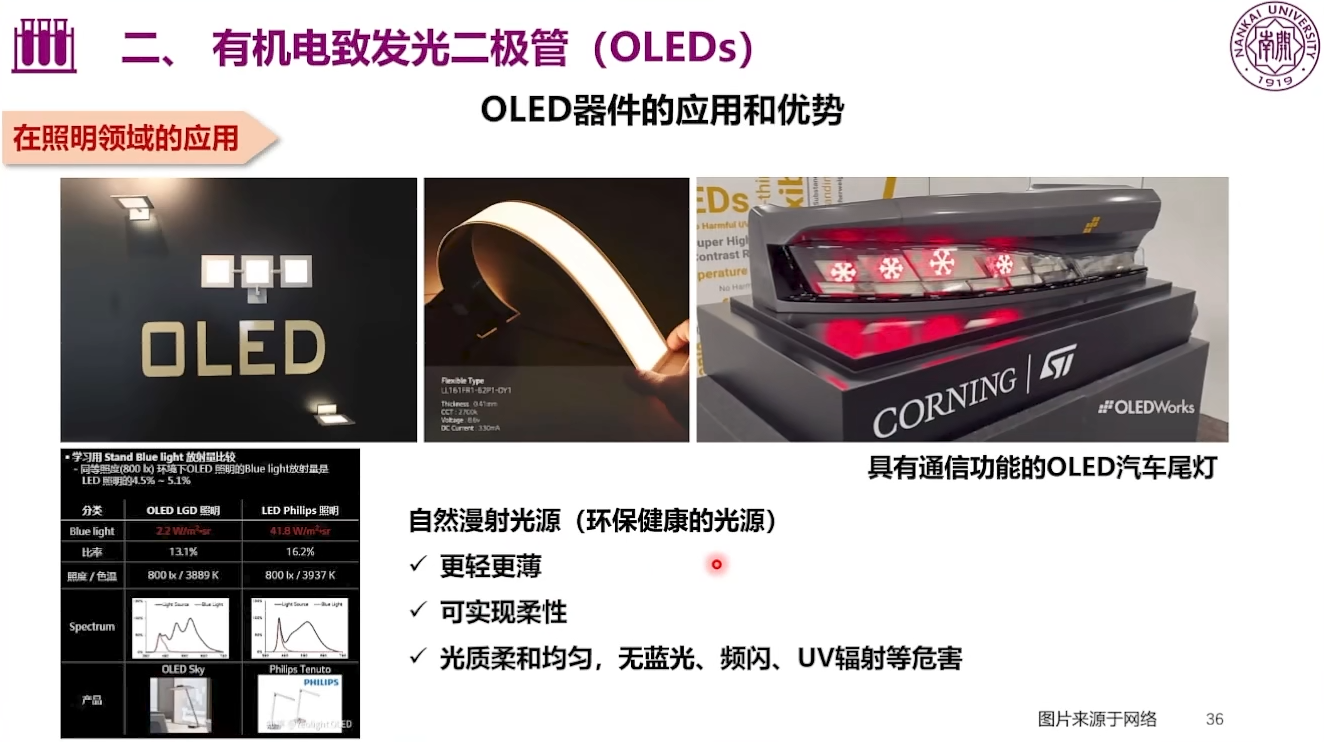 二、 有机电致发光二极管（OLEDs）
NANKAI UNIVERSITY
南開
1919
OLED器件的应用和优势
在照明领域的应用
OLED
Flexible Type
LL161FR1-62P1-OY1
Thickness : 0.41mm
CCT : 2700k
Voltage : 8.6v
DC Current : 330mA
EDs
Harmful UV
uper High
ontrast R
perature
No Harm
CORNING | ST
OLEDWorks
具有通信功能的OLED汽车尾灯
▪ 学习用 Stand Blue light 放射量比较
- 同等照度(800 lx) 环境下OLED 照明的Blue light放射量是
LED 照明的4.5% ~ 5.1%
分类 OLED LGD 照明 LED Philips 照明
Blue light 2.2 W/m²·sr 41.8 W/m²·sr
比率 13.1% 16.2%
照度 / 色温 800 lx / 3889 K 800 lx / 3937 K
Spectrum Light Source Blue Light Light Source Blue Light
OLED Sky Philips Tenuto
产品 PHILIPS
自然漫射光源（环保健康的光源）
✓ 更轻更薄
✓ 可实现柔性
✓ 光质柔和均匀，无蓝光、频闪、UV辐射等危害
图片来源于网络 36